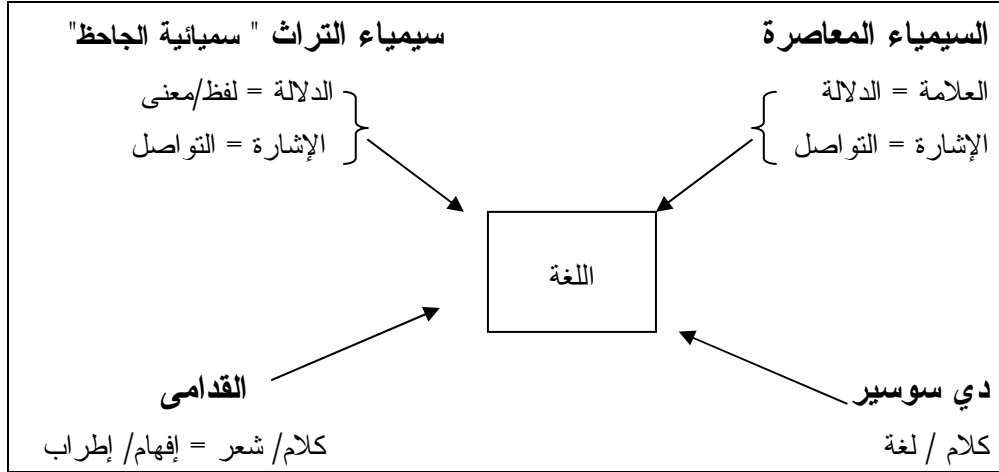 السيمياء المعاصرة
العلامة = الدلالة
الإشارة = التواصل
سيمياء التراث " سميائية الجاحظ"
الدلالة = لفظ/معنى
الإشارة = التواصل
اللغة
دي سوسير
كلام / لغة
القدامى
كلام/ شعر = إفهام/ إطراب